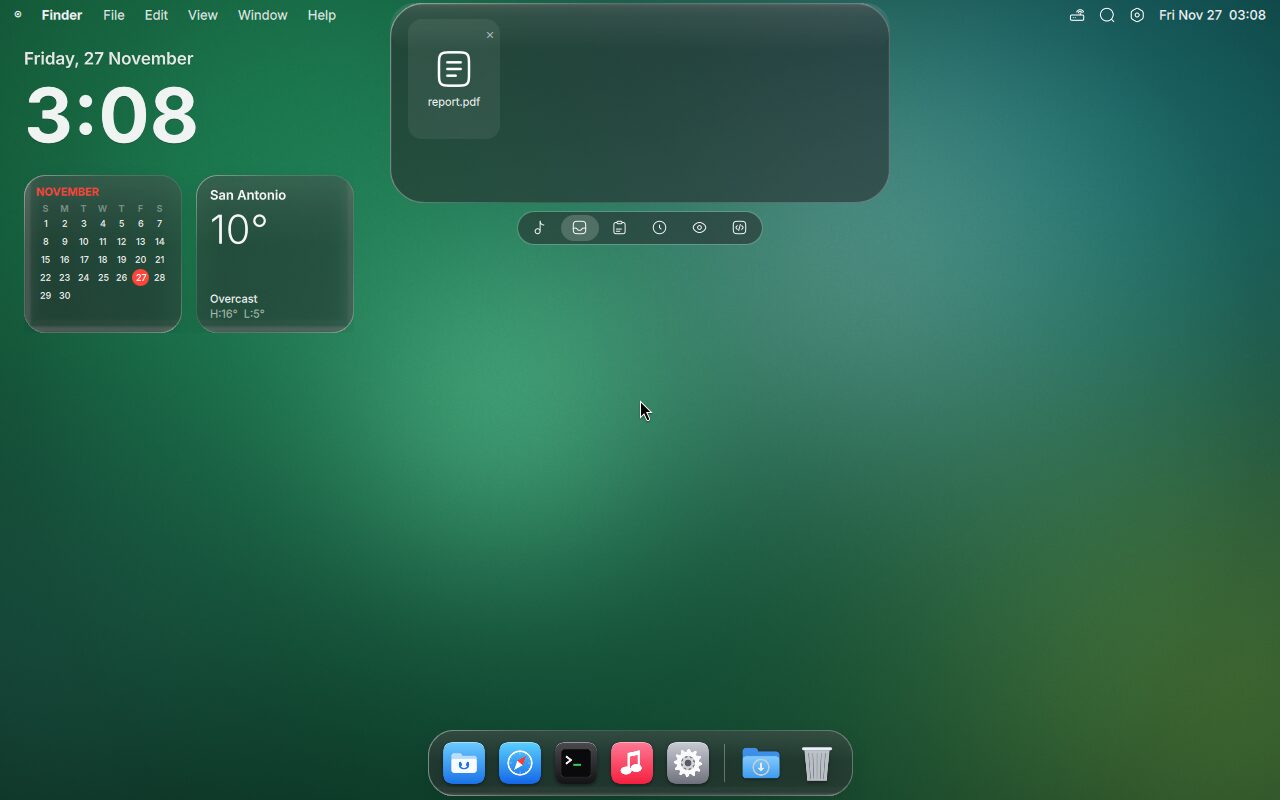 Finder File Edit View Window Help
Fri Nov 27 03:08
Friday, 27 November
3:08
report.pdf
NOVEMBER
S M T W T F S
1 2 3 4 5 6 7
8 9 10 11 12 13 14
15 16 17 18 19 20 21
22 23 24 25 26 27 28
29 30
San Antonio
10°
Overcast
H:16° L:5°